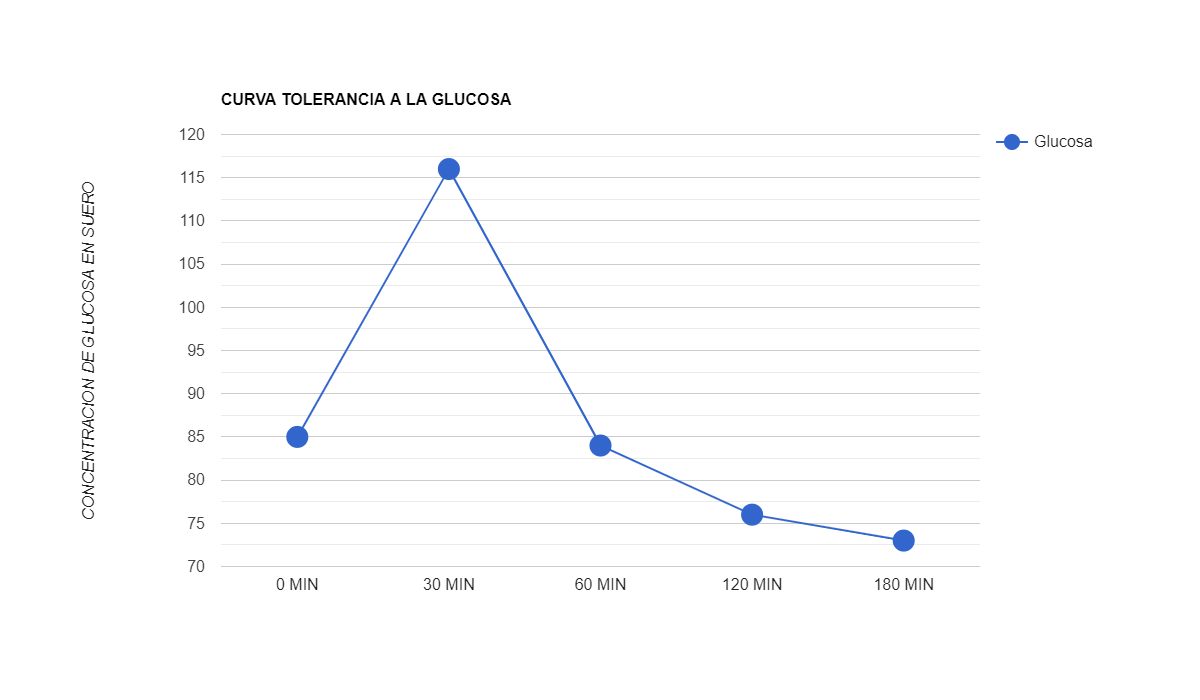 CURVA TOLERANCIA A LA GLUCOSA
Glucosa
CONCENTRACION DE GLUCOSA EN SUERO
120
115
110
105
100
95
90
85
80
75
70
0 MIN 30 MIN 60 MIN 120 MIN 180 MIN